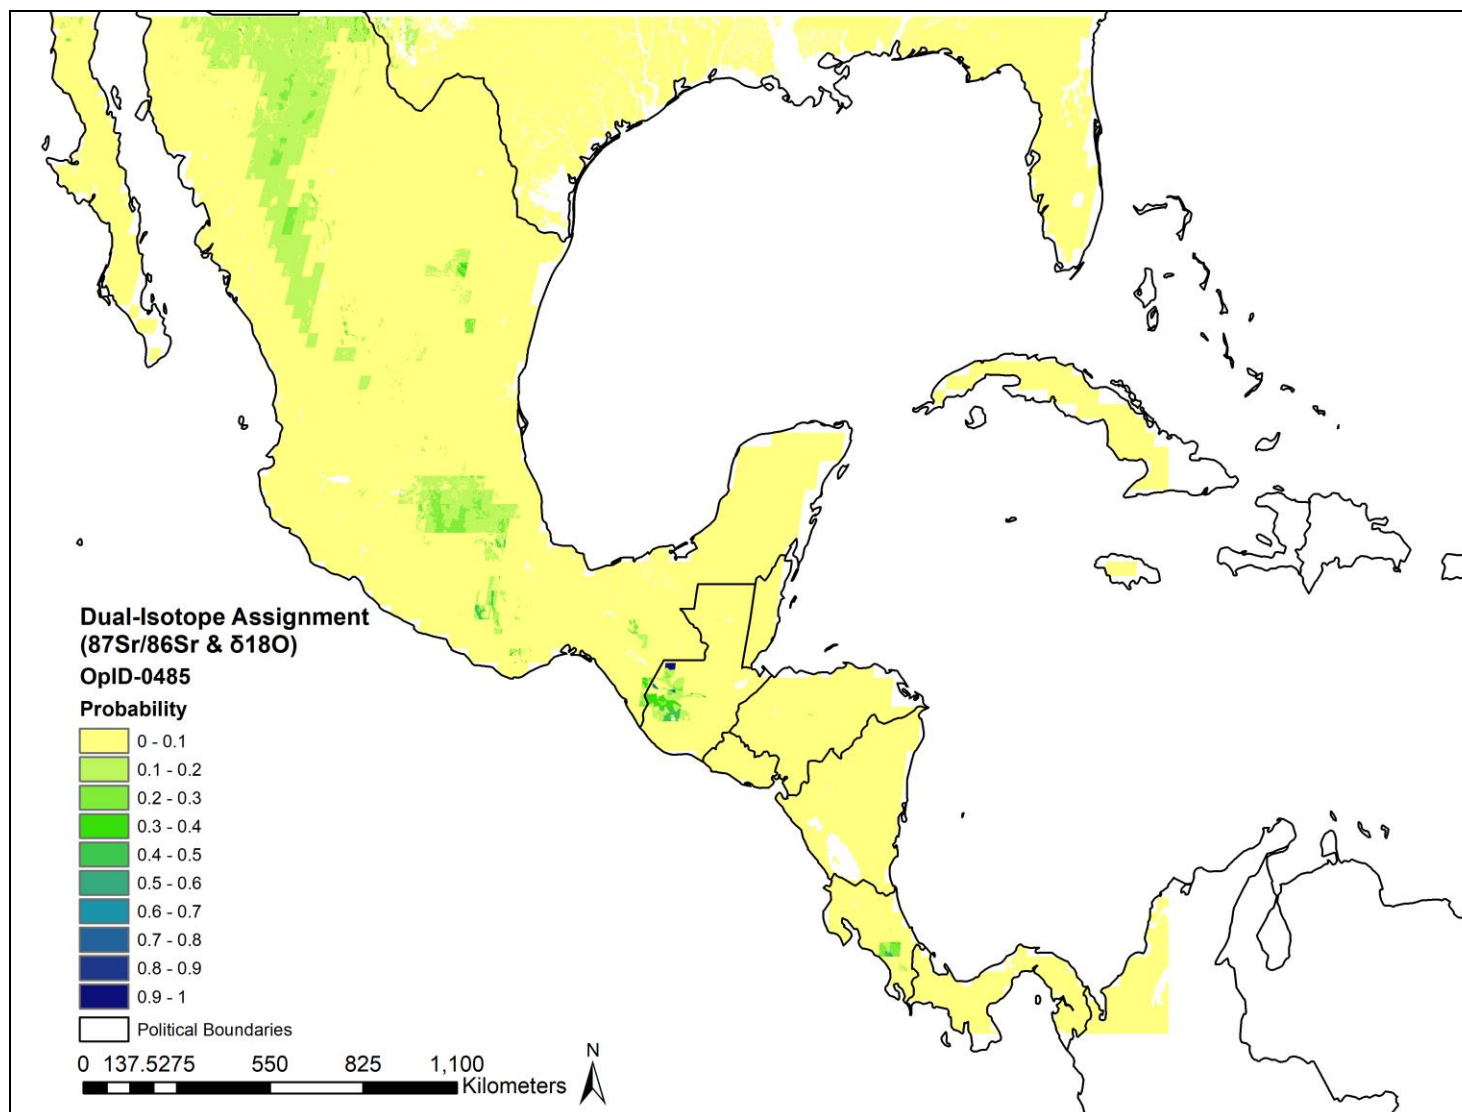 Dual-Isotope Assignment
(87Sr/86Sr & δ18O)
OpID-0485
Probability
0 - 0.1
0.1 - 0.2
0.2 - 0.3
0.3 - 0.4
0.4 - 0.5
0.5 - 0.6
0.6 - 0.7
0.7 - 0.8
0.8 - 0.9
0.9 - 1
Political Boundaries
0 137.5275 550 825 1,100
Kilometers
N